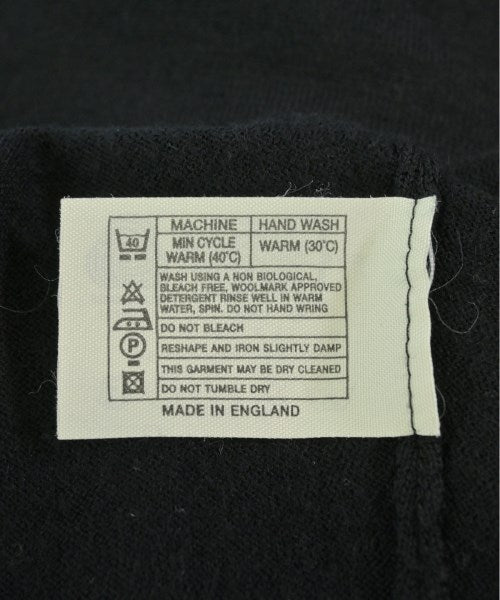 40
MACHINE HAND WASH
MIN CYCLE WARM (30°C)
WARM (40°C)
WASH USING A NON BIOLOGICAL,
BLEACH FREE, WOOLMARK APPROVED
DETERGENT RINSE WELL IN WARM
WATER, SPIN. DO NOT HAND WRING
DO NOT BLEACH
RESHAPE AND IRON SLIGHTLY DAMP
P
THIS GARMENT MAY BE DRY CLEANED
DO NOT TUMBLE DRY
MADE IN ENGLAND